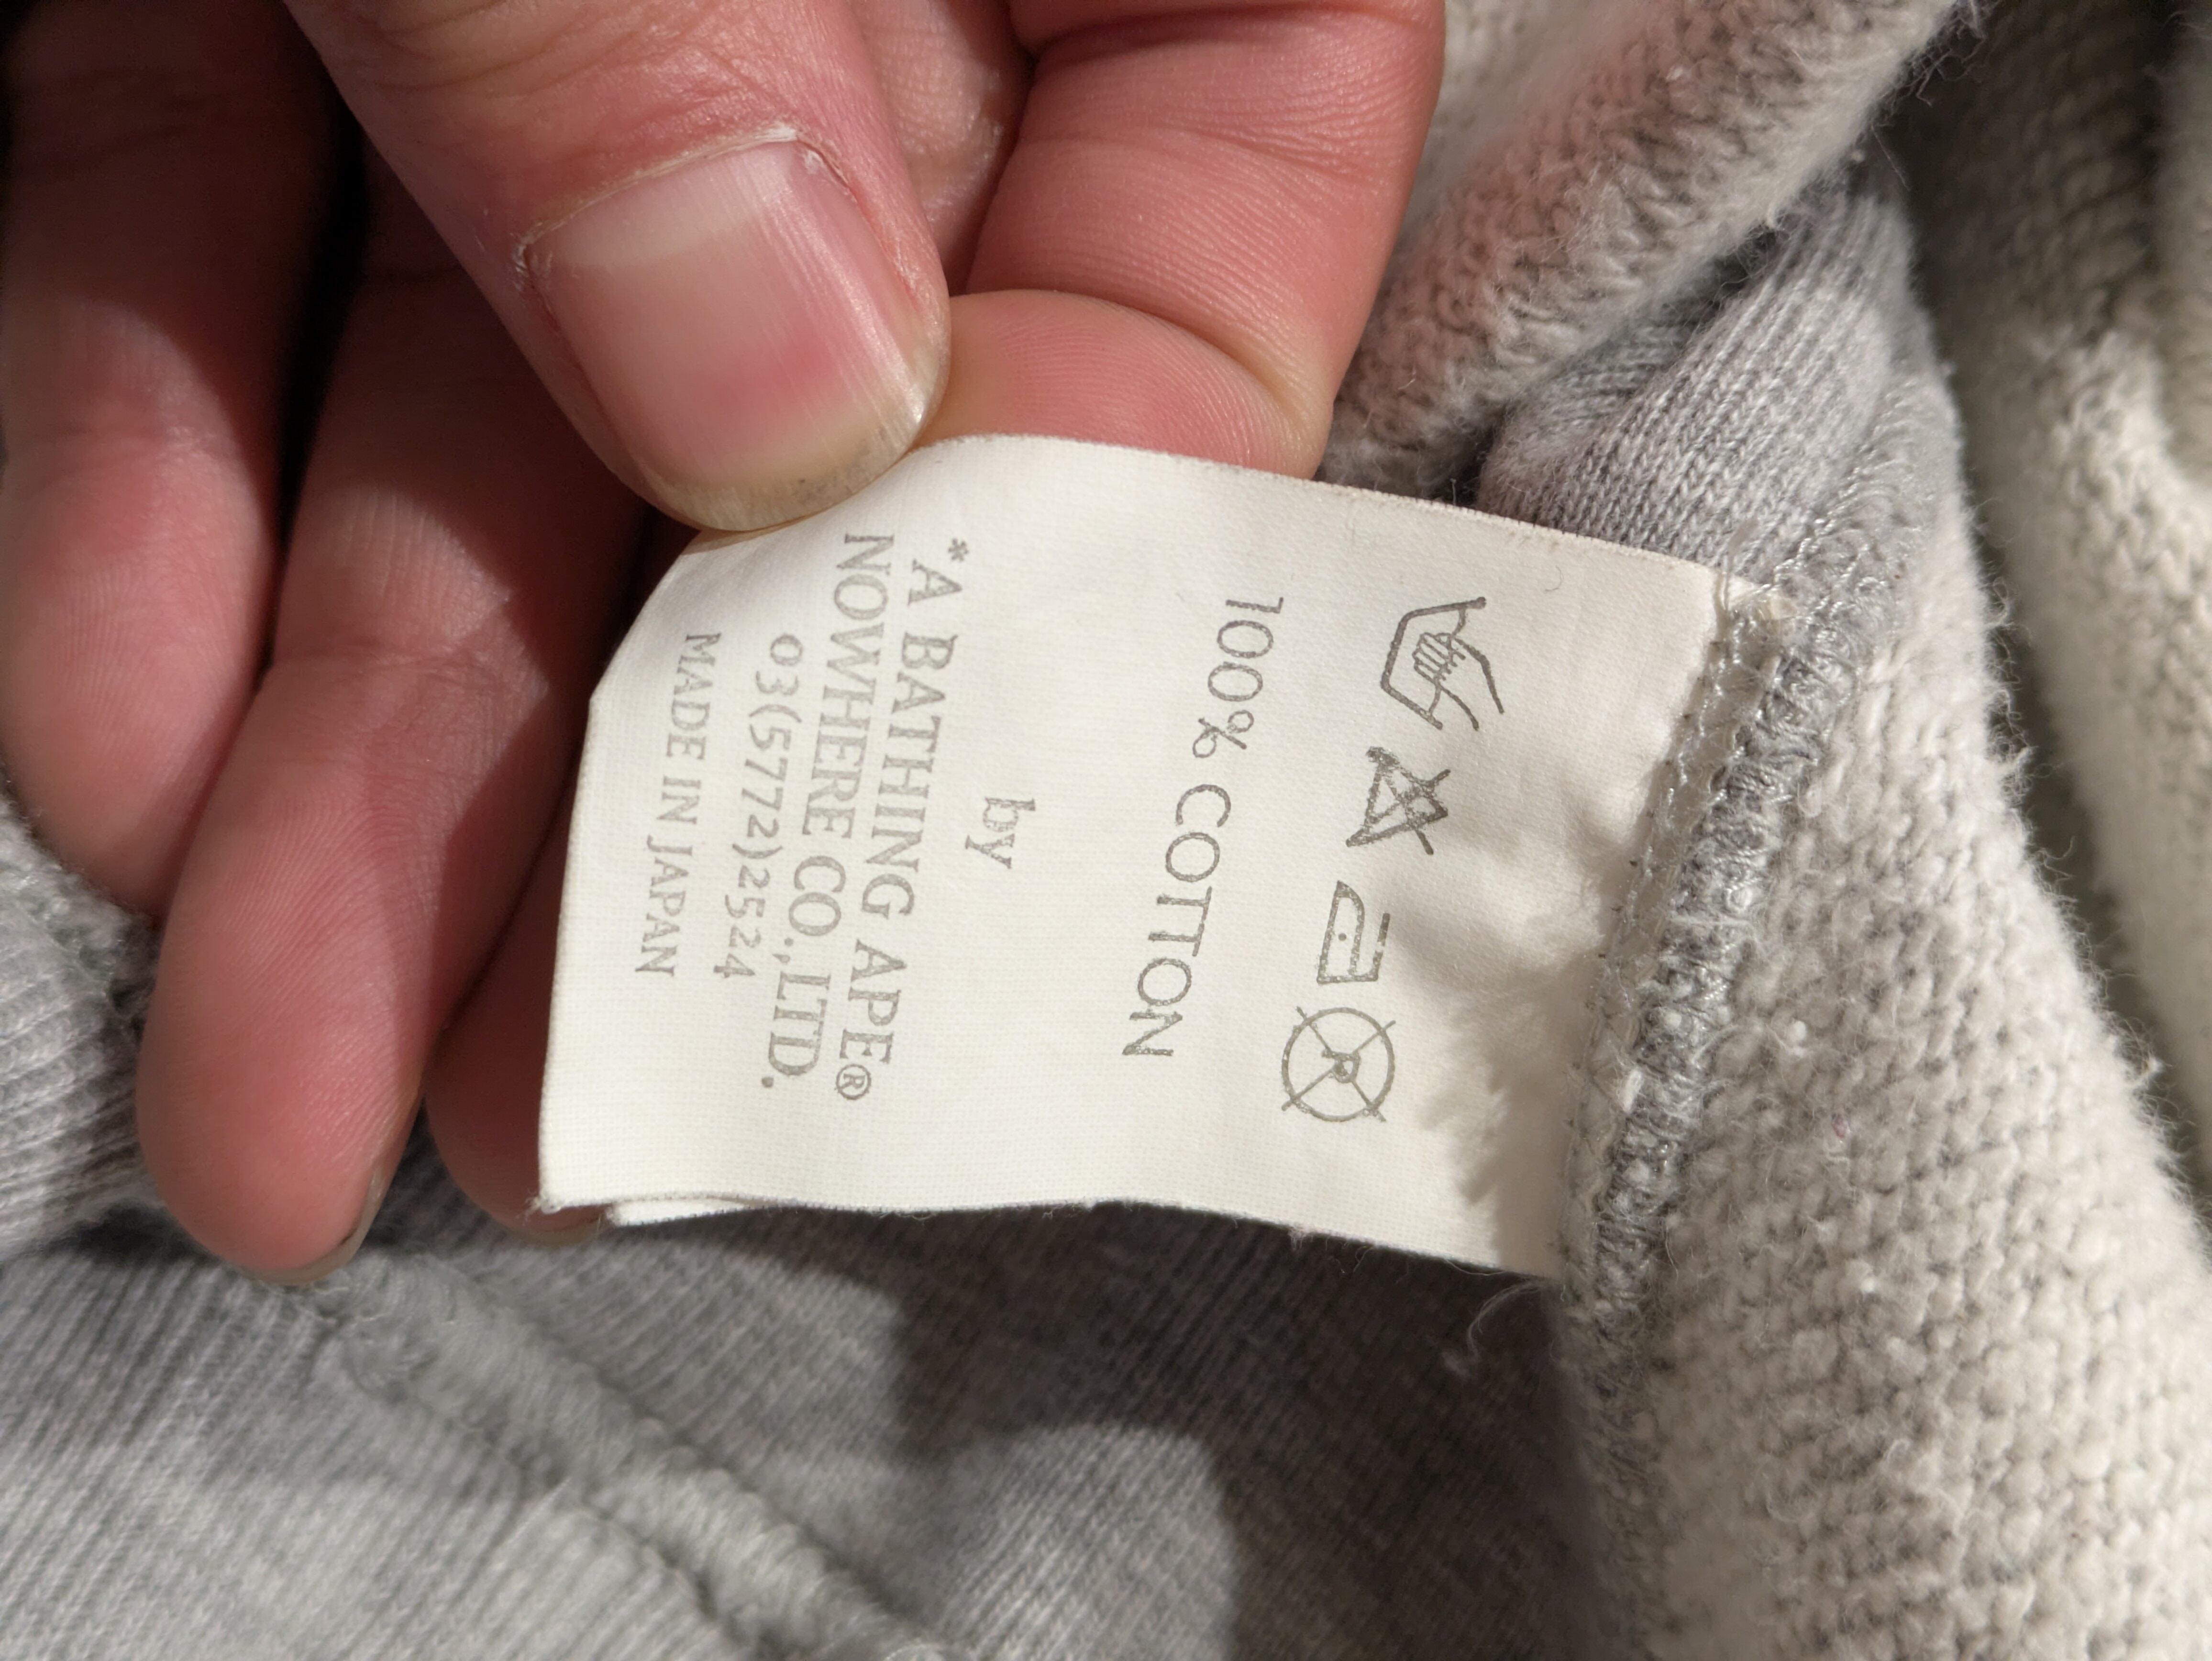 100% COTTON
by
*A BATHING APE®
NOWHERE CO.,LTD.
03(5772)2524
MADE IN JAPAN